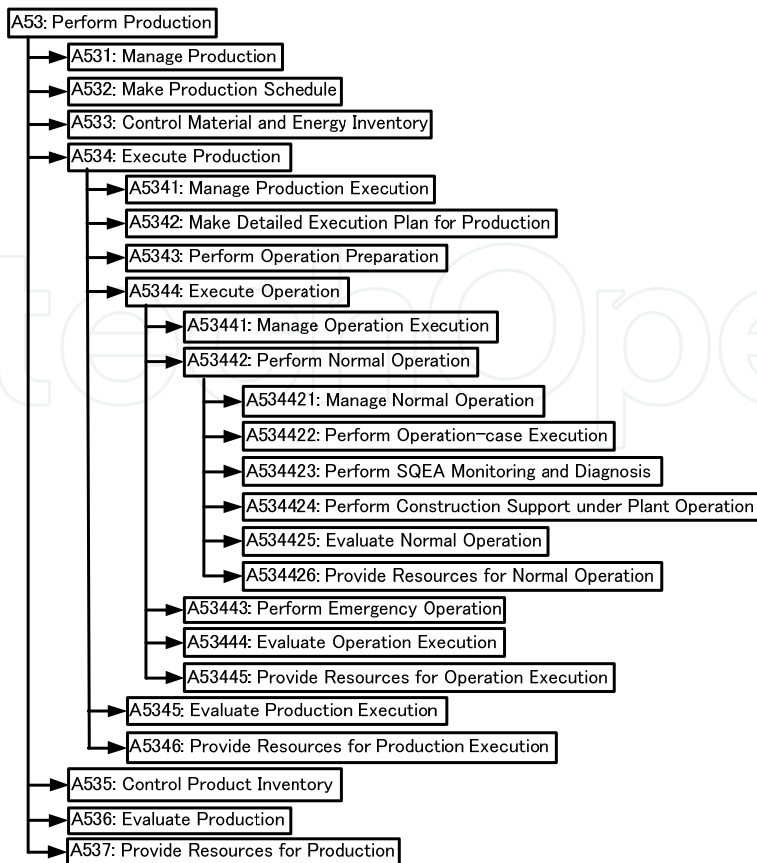 A53: Perform Production
A531: Manage Production
A532: Make Production Schedule
A533: Control Material and Energy Inventory
A534: Execute Production
A5341: Manage Production Execution
A5342: Make Detailed Execution Plan for Production
A5343: Perform Operation Preparation
A5344: Execute Operation
A53441: Manage Operation Execution
A53442: Perform Normal Operation
A534421: Manage Normal Operation
A534422: Perform Operation-case Execution
A534423: Perform SQEA Monitoring and Diagnosis
A534424: Perform Construction Support under Plant Operation
A534425: Evaluate Normal Operation
A534426: Provide Resources for Normal Operation
A53443: Perform Emergency Operation
A53444: Evaluate Operation Execution
A53445: Provide Resources for Operation Execution
A5345: Evaluate Production Execution
A5346: Provide Resources for Production Execution
A535: Control Product Inventory
A536: Evaluate Production
A537: Provide Resources for Production